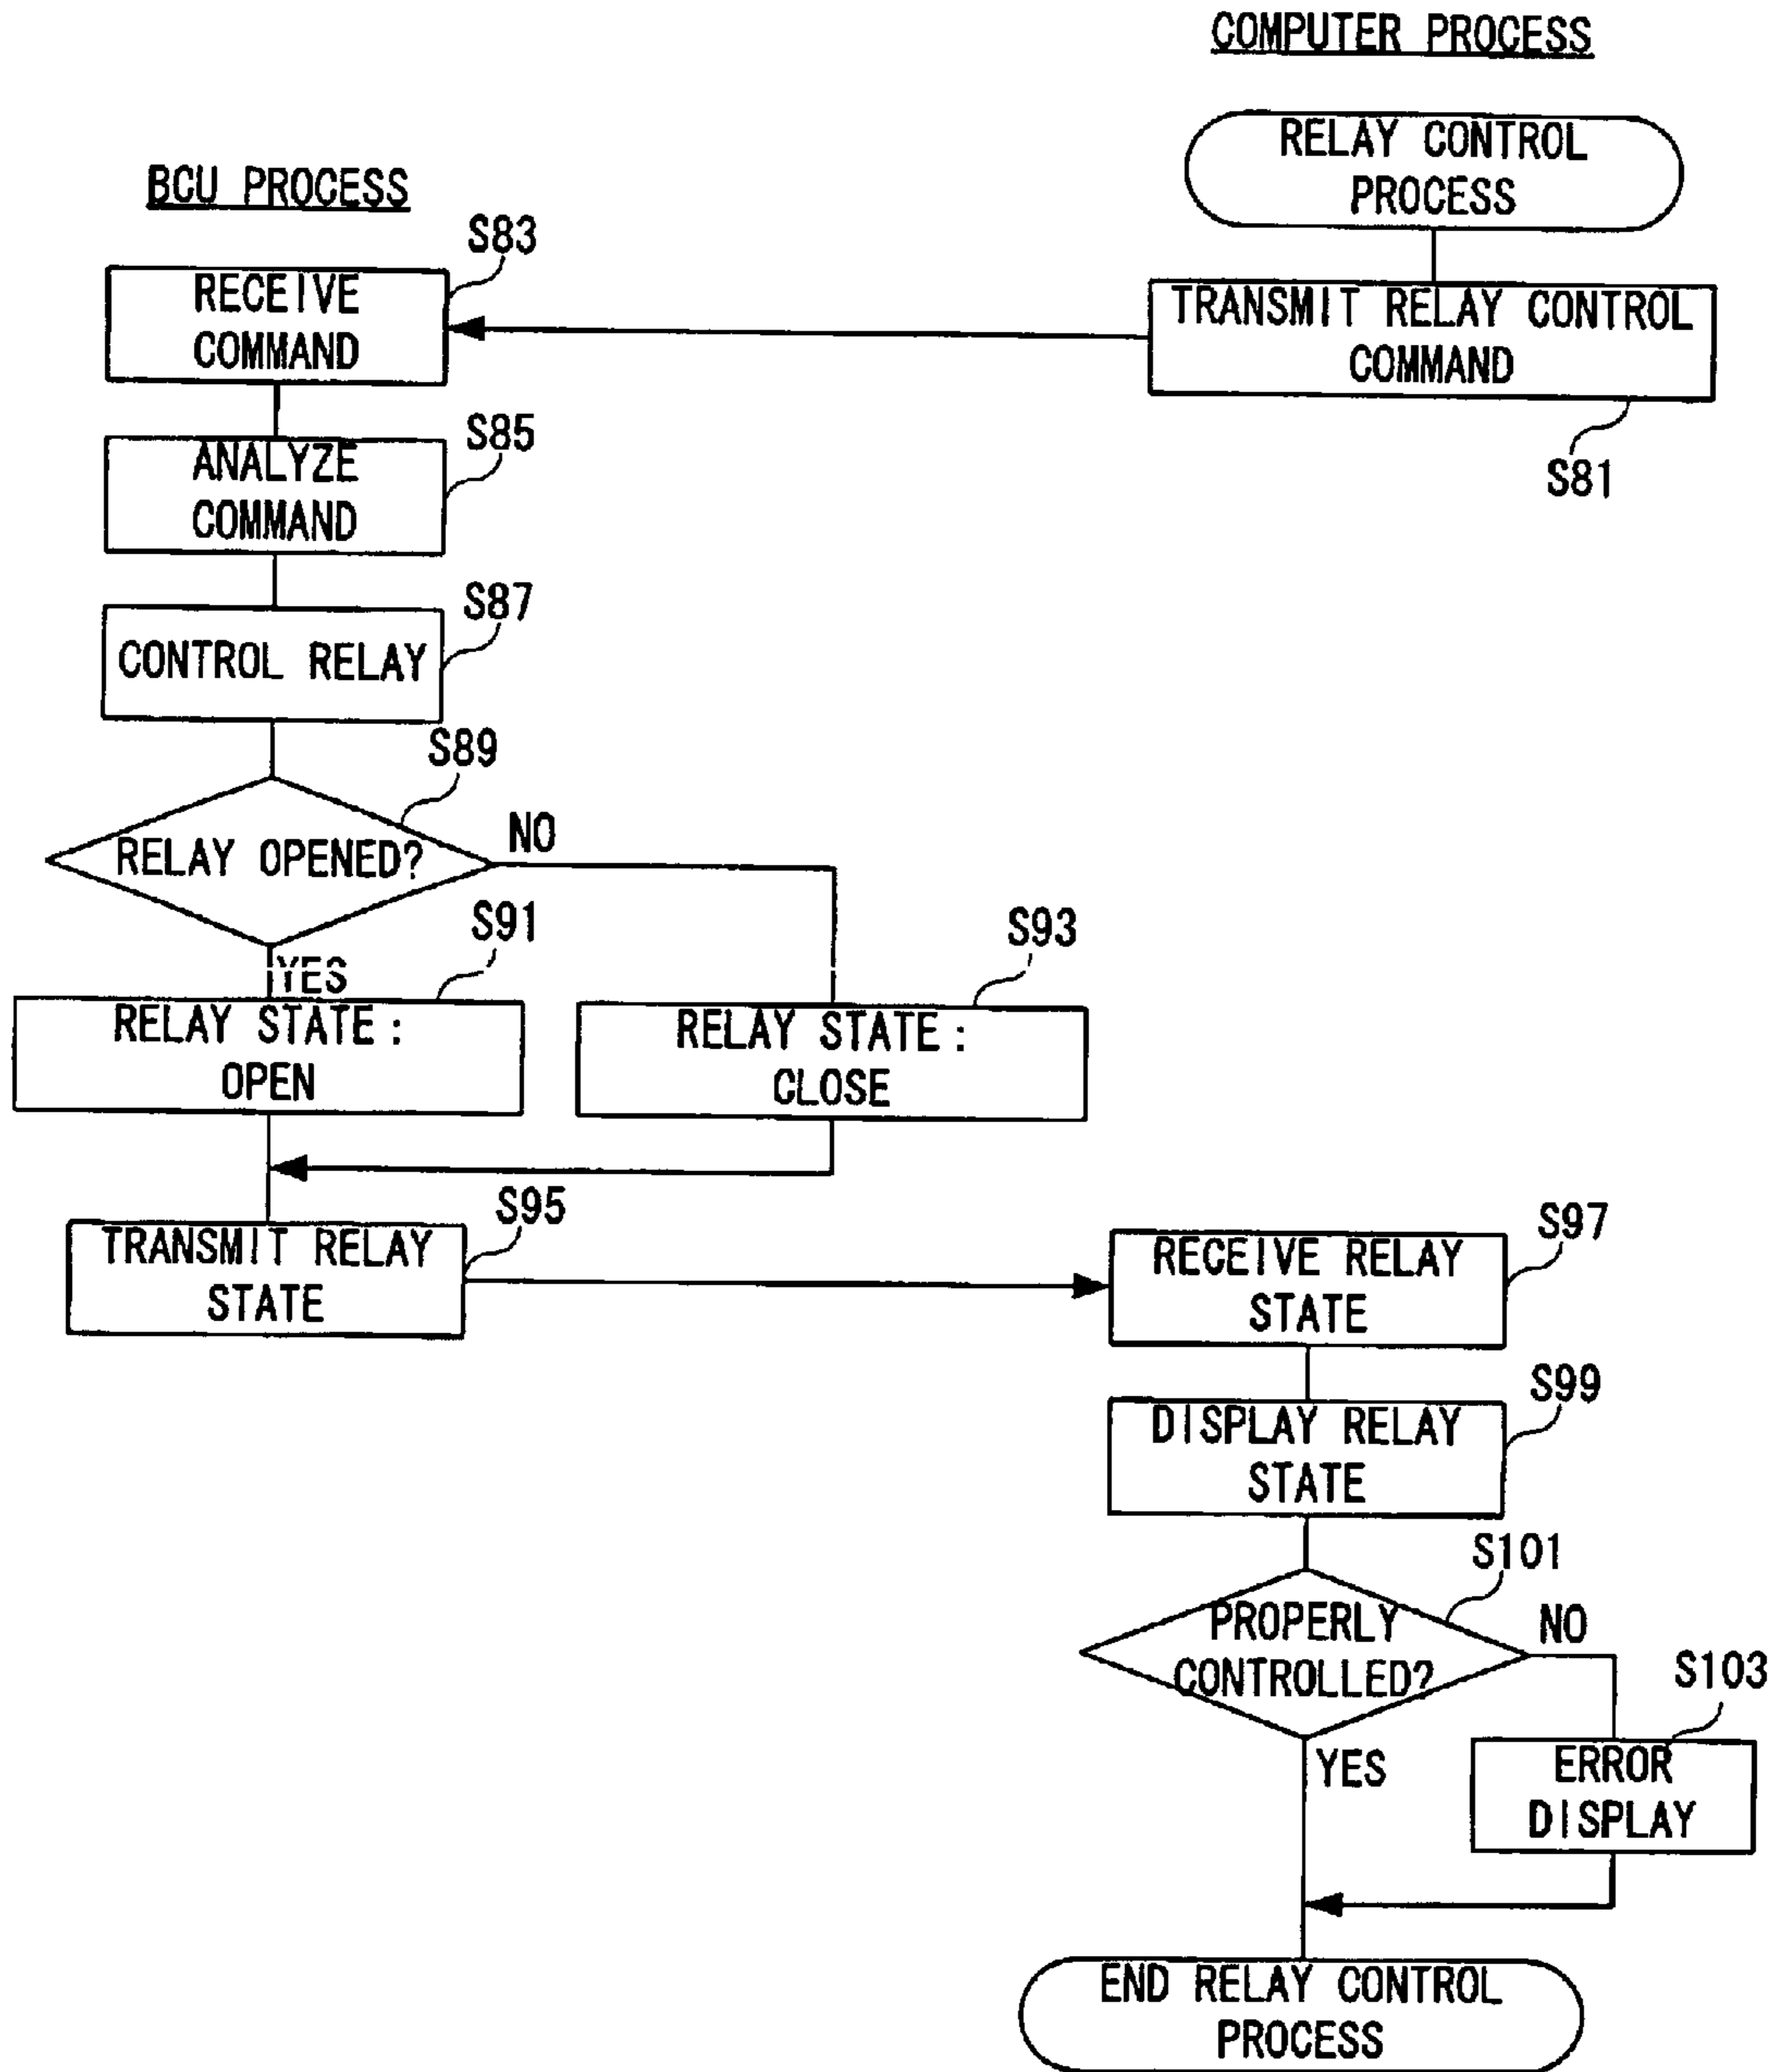 COMPUTER PROCESS
RELAY CONTROL
PROCESS
BCU PROCESS
S83
RECEIVE
COMMAND
TRANSMIT RELAY CONTROL
COMMAND
S81
S85
ANALYZE
COMMAND
S87
CONTROL RELAY
S89
RELAY OPENED?
NO
YES
S91
RELAY STATE:
OPEN
S93
RELAY STATE:
CLOSE
S95
TRANSMIT RELAY
STATE
S97
RECEIVE RELAY
STATE
S99
DISPLAY RELAY
STATE
S101
PROPERLY
CONTROLLED?
NO
YES
S103
ERROR
DISPLAY
END RELAY CONTROL
PROCESS